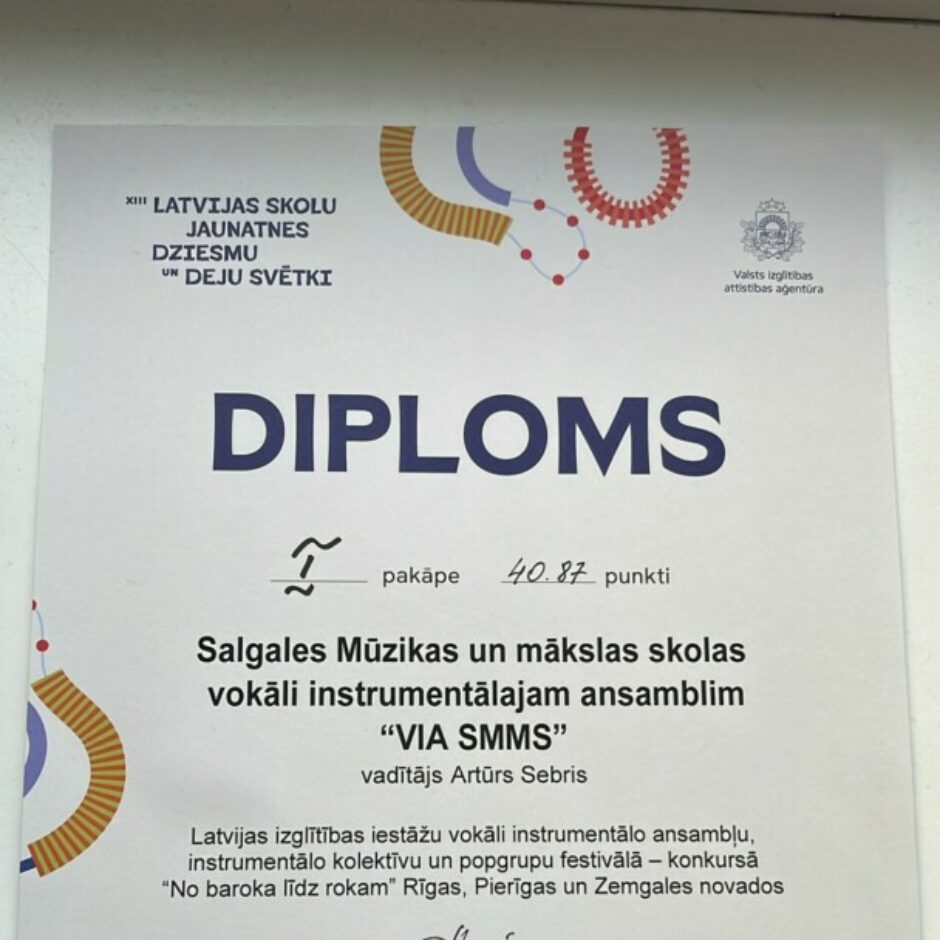 XIII LATVIJAS SKOLU
JAUNATNES
DZIESMU
UN DEJU SVĒTKI
Valsts izglītības
attīstības aģentūra
DIPLOMS
I pakāpe 40.87 punkti
Salgales Mūzikas un mākslas skolas
vokāli instrumentālajam ansamblim
“VIA SMMS”
vadītājs Artūrs Sebris
Latvijas izglītības iestāžu vokāli instrumentālo ansambļu,
instrumentālo kolektīvu un popgrupu festivālā – konkursā
“No baroka līdz rokam” Rīgas, Pierīgas un Zemgales novados